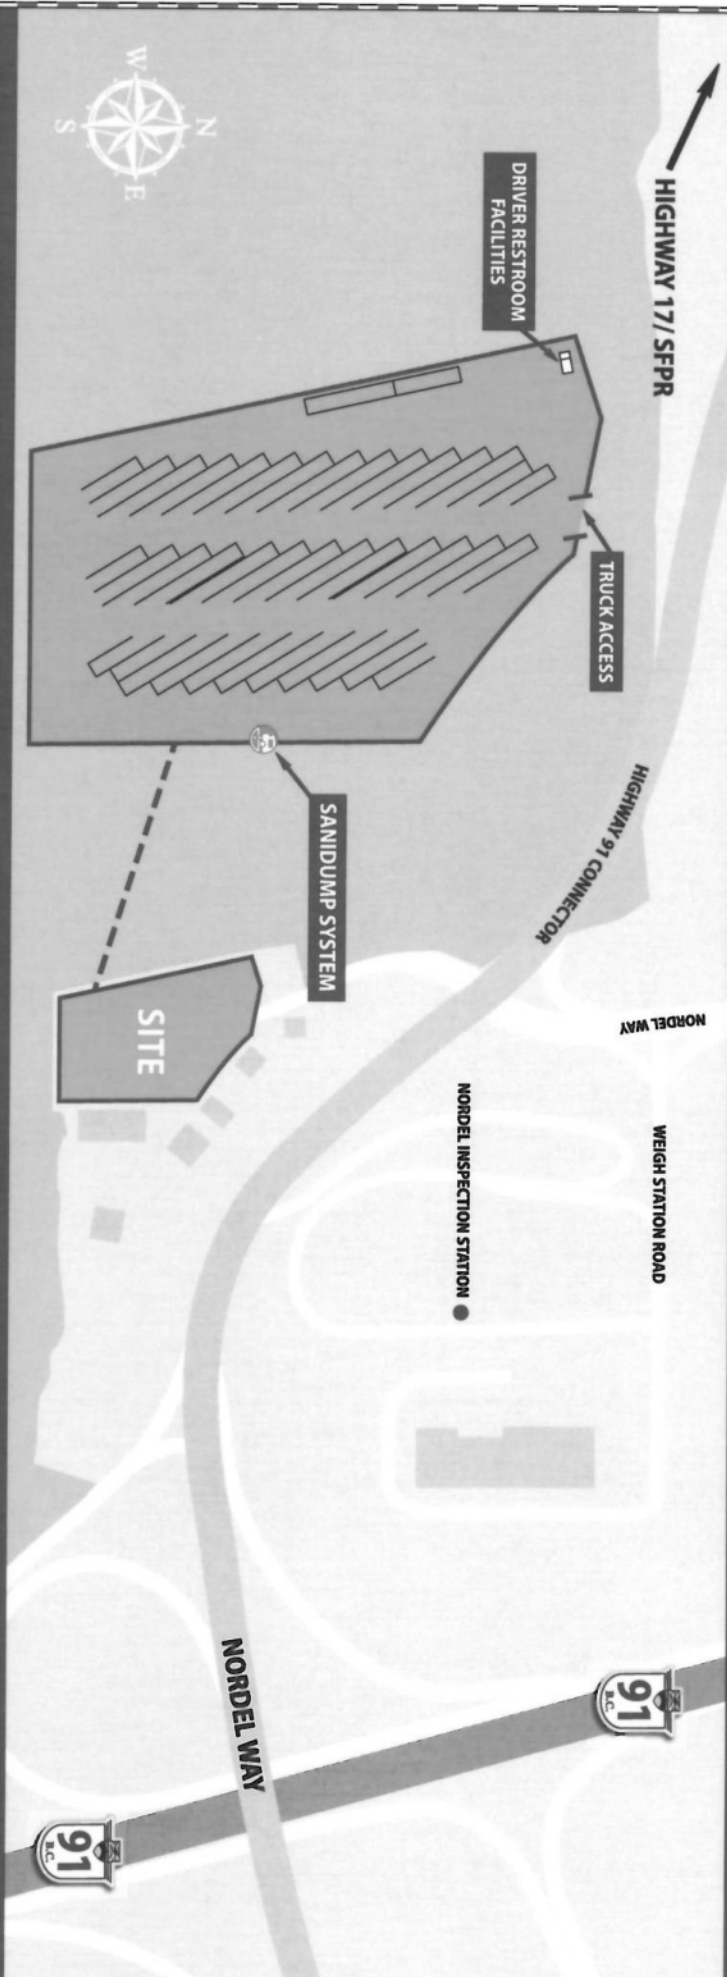 HIGHWAY 17/ SFPR
NORDEL WAY
WEIGH STATION ROAD
91
B.C.
TRUCK ACCESS
HIGHWAY 91 CONNECTOR
DRIVER RESTROOM
FACILITIES
NORDEL INSPECTION STATION
SANIDUMP SYSTEM
NORDEL WAY
N
W
E
S
SITE
91
B.C.